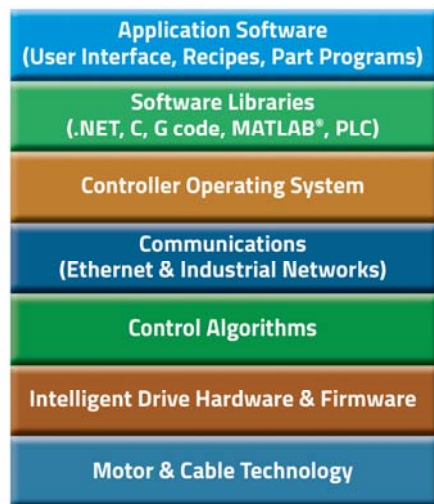 Application Software
(User Interface, Recipes, Part Programs)
Software Libraries
(.NET, C, G code, MATLAB®, PLC)
Controller Operating System
Communications
(Ethernet & Industrial Networks)
Control Algorithms
Intelligent Drive Hardware & Firmware
Motor & Cable Technology